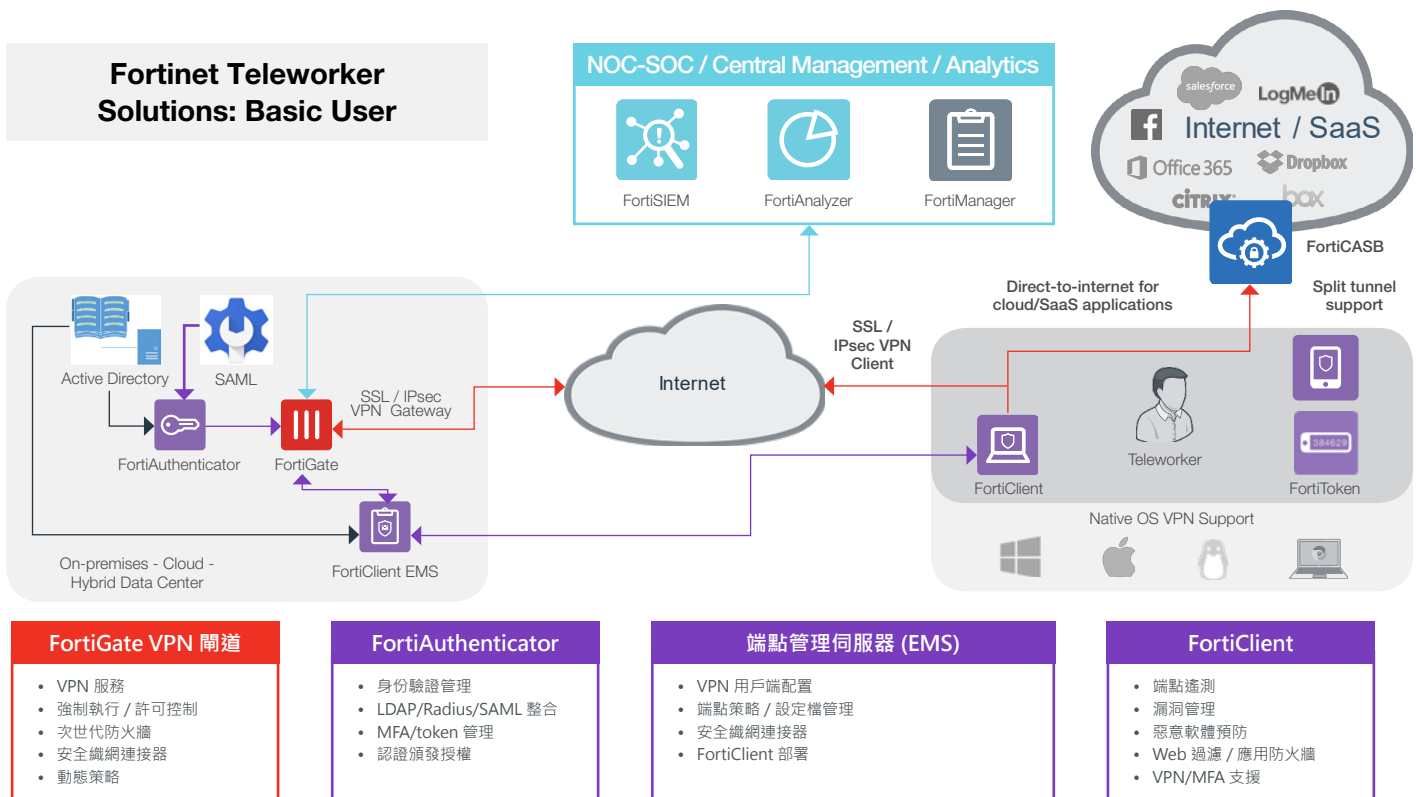 Fortinet Teleworker
Solutions: Basic User
NOC-SOC / Central Management / Analytics
FortiSIEM
FortiAnalyzer
FortiManager
salesforce
LogMeIn
Internet / SaaS
Office 365
Dropbox
CİTRIX
box
FortiCASB
Direct-to-internet for
cloud/SaaS applications
Split tunnel
support
Active Directory
SAML
FortiAuthenticator
FortiGate
SSL / IPsec
VPN Gateway
Internet
SSL /
IPsec VPN
Client
FortiClient
Teleworker
384629
FortiToken
Native OS VPN Support
On-premises - Cloud -
Hybrid Data Center
FortiClient EMS
FortiGate VPN 閘道
• VPN 服務
• 強制執行 / 許可控制
• 次世代防火牆
• 安全織網連接器
• 動態策略
FortiAuthenticator
• 身份驗證管理
• LDAP/Radius/SAML 整合
• MFA/token 管理
• 認證頒發授權
端點管理伺服器 (EMS)
• VPN 用戶端配置
• 端點策略 / 設定檔管理
• 安全織網連接器
• FortiClient 部署
FortiClient
• 端點遙測
• 漏洞管理
• 惡意軟體預防
• Web 過濾 / 應用防火牆
• VPN/MFA 支援